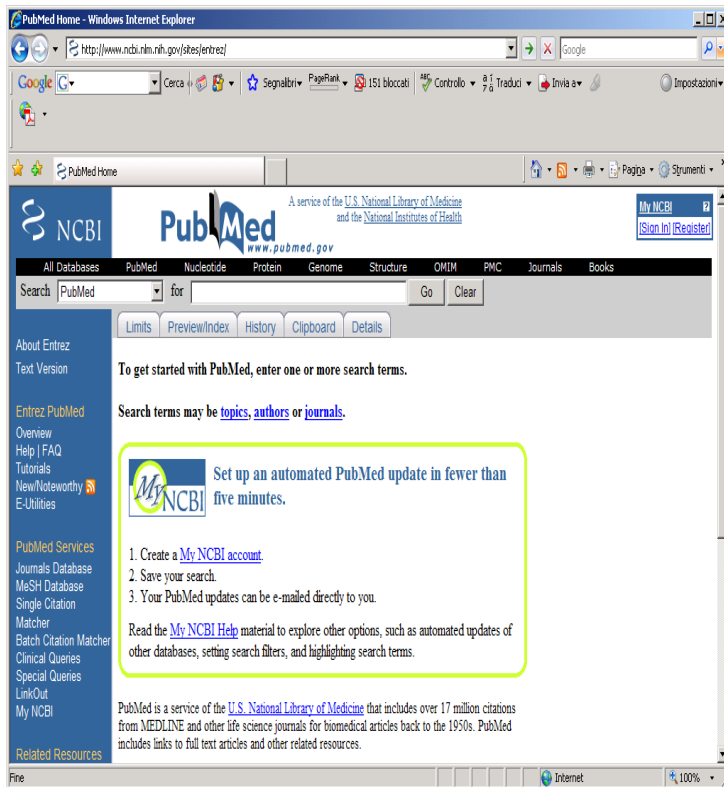 PubMed Home - Windows Internet Explorer
http://www.ncbi.nlm.nih.gov/sites/entrez/
Google
Google G Cerca Segnalibri PageRank 151 bloccati ABC Controllo Traduci Invia a Impostazioni
PubMed Home
Pagina Strumenti
NCBI
PubMed
www.pubmed.gov
A service of the U.S. National Library of Medicine
and the National Institutes of Health
My NCBI ?
[Sign In] [Register]
All Databases PubMed Nucleotide Protein Genome Structure OMIM PMC Journals Books
Search PubMed for Go Clear
Limits Preview/Index History Clipboard Details
About Entrez
Text Version
Entrez PubMed
Overview
Help | FAQ
Tutorials
New/Noteworthy
E-Utilities
PubMed Services
Journals Database
MeSH Database
Single Citation
Matcher
Batch Citation Matcher
Clinical Queries
Special Queries
LinkOut
My NCBI
Related Resources
To get started with PubMed, enter one or more search terms.
Search terms may be topics, authors or journals.
My NCBI
Set up an automated PubMed update in fewer than
five minutes.
1. Create a My NCBI account.
2. Save your search.
3. Your PubMed updates can be e-mailed directly to you.
Read the My NCBI Help material to explore other options, such as automated updates of
other databases, setting search filters, and highlighting search terms.
PubMed is a service of the U.S. National Library of Medicine that includes over 17 million citations
from MEDLINE and other life science journals for biomedical articles back to the 1950s. PubMed
includes links to full text articles and other related resources.
Fine Internet 100%